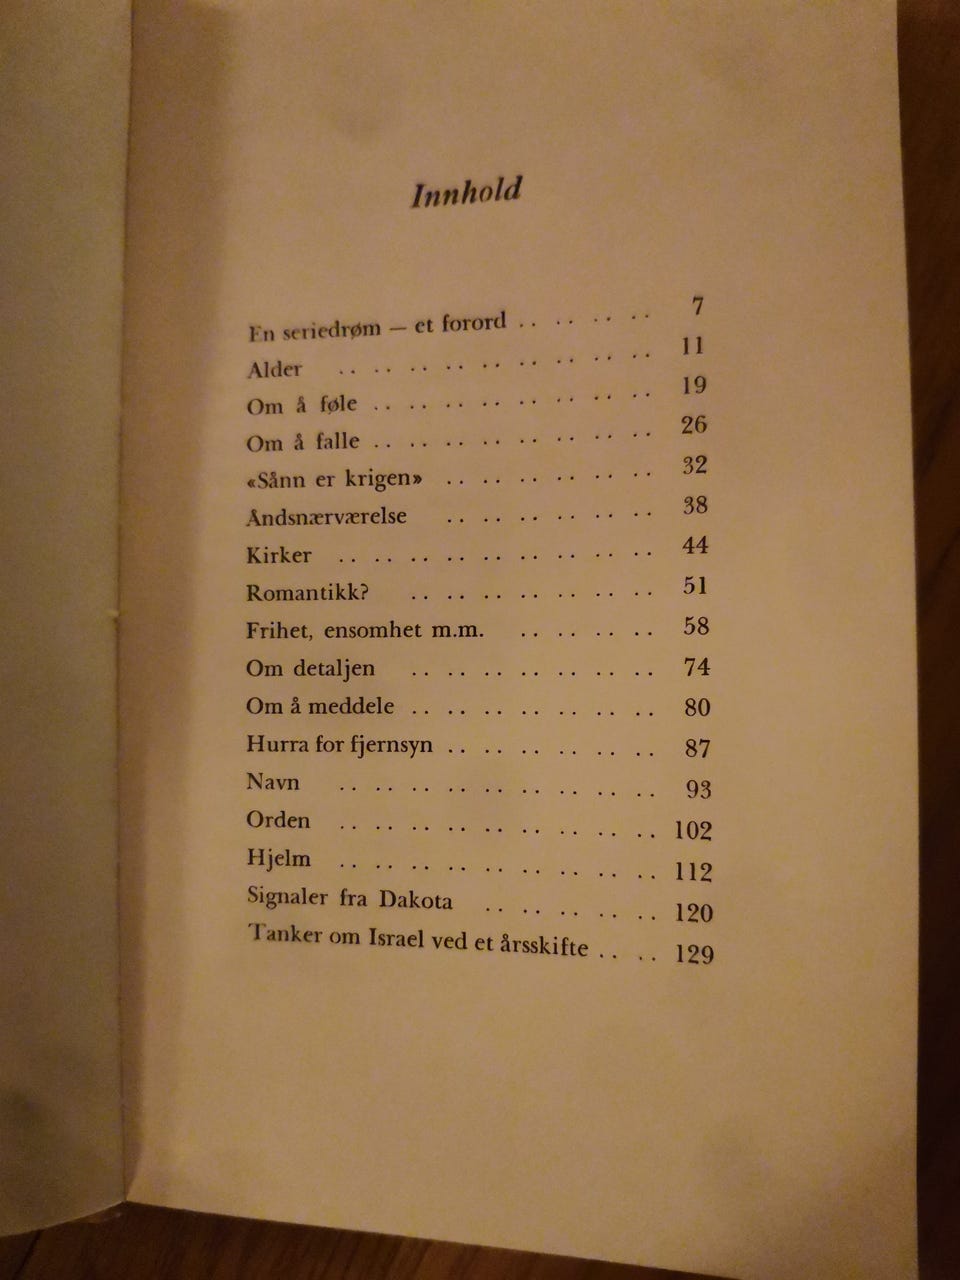 Innhold
En seriedrøm — et forord .. .. .. .. 7
Alder .. .. .. .. .. .. .. .. .. 11
Om å føle .. .. .. .. .. .. .. .. 19
Om å falle .. .. .. .. .. .. .. .. 26
«Sånn er krigen» .. .. .. .. .. .. 32
Åndsnærværelse .. .. .. .. .. .. 38
Kirker .. .. .. .. .. .. .. .. .. 44
Romantikk? .. .. .. .. .. .. .. 51
Frihet, ensomhet m.m. .. .. .. .. 58
Om detaljen .. .. .. .. .. .. .. 74
Om å meddele .. .. .. .. .. .. .. 80
Hurra for fjernsyn .. .. .. .. .. .. 87
Navn .. .. .. .. .. .. .. .. .. 93
Orden .. .. .. .. .. .. .. .. .. 102
Hjelm .. .. .. .. .. .. .. .. .. 112
Signaler fra Dakota .. .. .. .. .. 120
Tanker om Israel ved et årsskifte .. .. 129